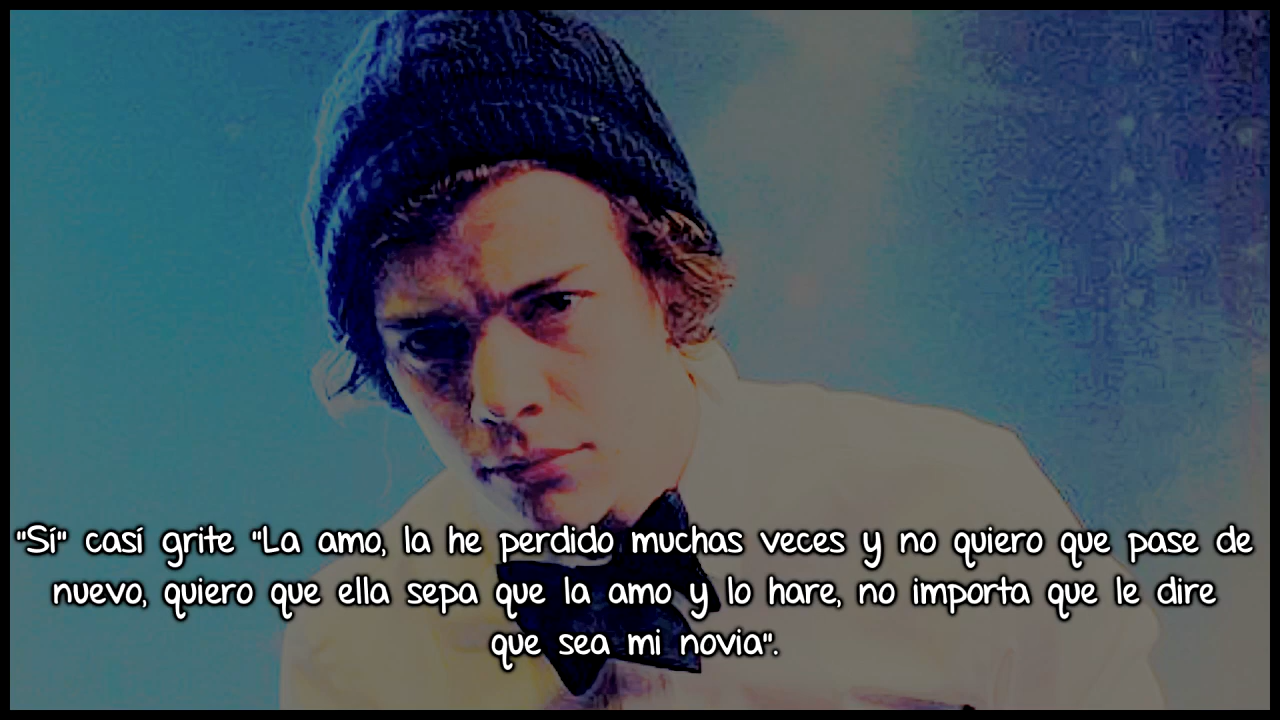 "Sí" casí grite "La amo, la he perdido muchas veces y no quiero que pase de
nuevo, quiero que ella sepa que la amo y lo hare, no importa que le dire
que sea mi novia".